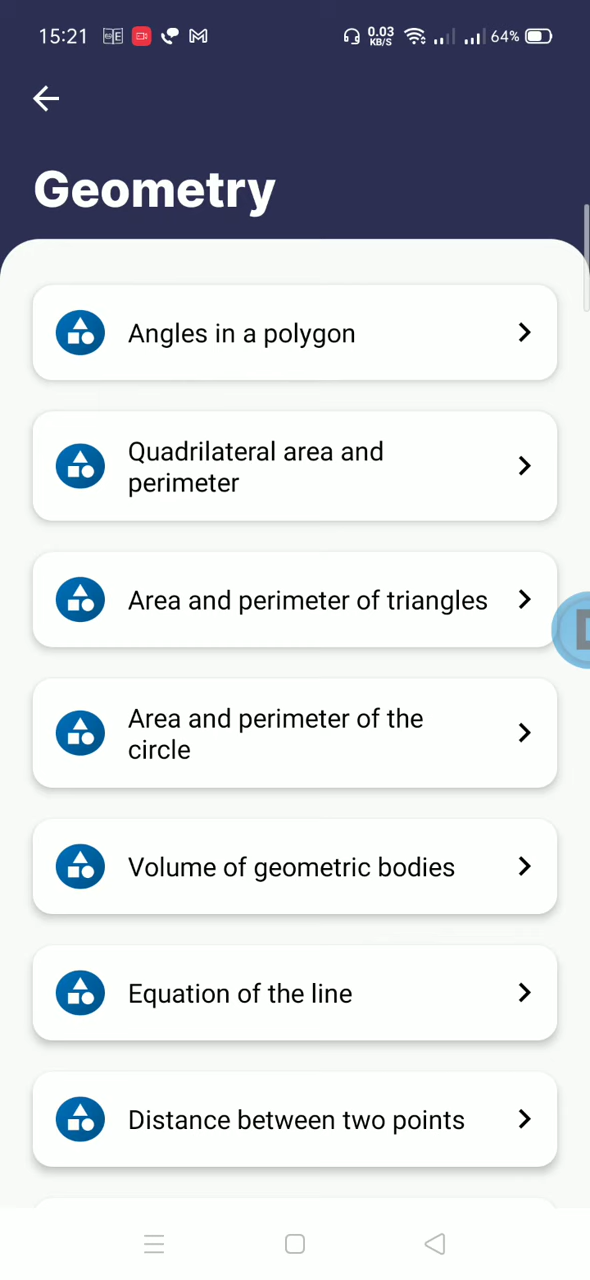 15:21 0.03 KB/S 64%
Geometry
Angles in a polygon
Quadrilateral area and
perimeter
Area and perimeter of triangles
Area and perimeter of the
circle
Volume of geometric bodies
Equation of the line
Distance between two points